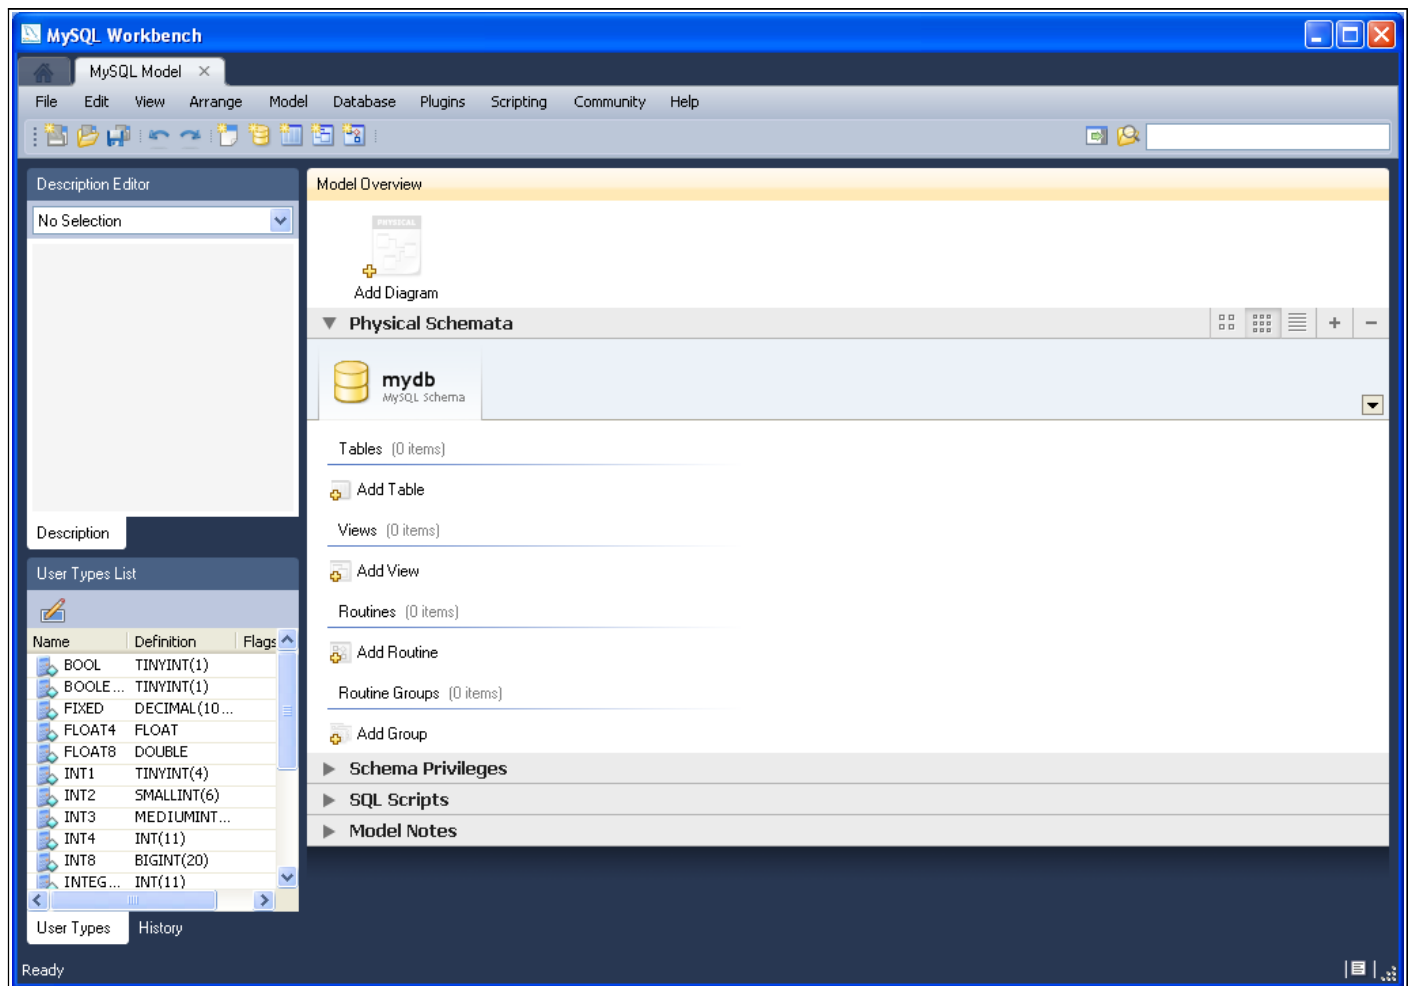 MySQL Workbench
MySQL Model
File Edit View Arrange Model Database Plugins Scripting Community Help
Description Editor
No Selection
Description
User Types List
Name Definition Flags
BOOL TINYINT(1)
BOOLE... TINYINT(1)
FIXED DECIMAL(10...
FLOAT4 FLOAT
FLOAT8 DOUBLE
INT1 TINYINT(4)
INT2 SMALLINT(6)
INT3 MEDIUMINT...
INT4 INT(11)
INT8 BIGINT(20)
INTEG... INT(11)
User Types History
Model Overview
PHYSICAL
Add Diagram
Physical Schemata
mydb
MySQL Schema
Tables (0 items)
Add Table
Views (0 items)
Add View
Routines (0 items)
Add Routine
Routine Groups (0 items)
Add Group
Schema Privileges
SQL Scripts
Model Notes
Ready